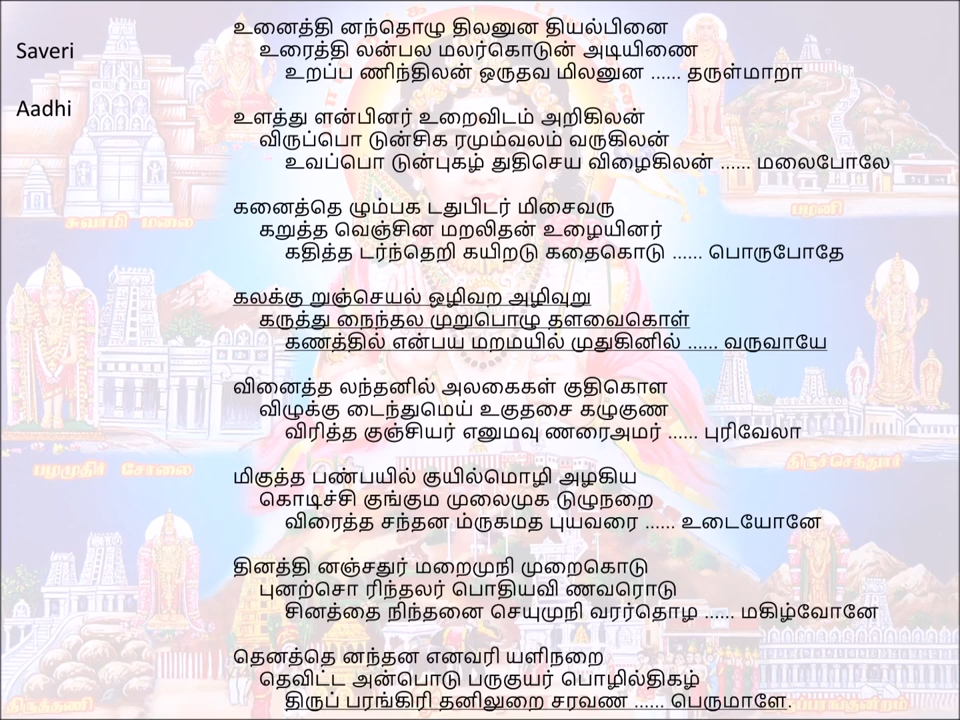 Saveri
Aadhi
உனைத்தி னந்தொழு திலனுன தியல்பினை
உரைத்தி லன்பல மலர்கொடுன் அடியிணை
உறப்ப ணிந்திலன் ஒருதவ மிலனுன ...... தருள்மாறா
உளத்து ளன்பினர் உறைவிடம் அறிகிலன்
விருப்பொ டுன்சிக ரமும்வலம் வருகிலன்
உவப்பொ டுன்புகழ் துதிசெய விழைகிலன் ...... மலைபோலே
கனைத்தெ ழும்பக டதுபிடர் மிசைவரு
கறுத்த வெஞ்சின மறலிதன் உழையினர்
கதித்த டர்ந்தெறி கயிறடு கதைகொடு ...... பொருபோதே
கலக்கு றுஞ்செயல் ஒழிவற அழிவுறு
கருத்து நைந்தல முறுபொழு தளவைகொள்
கணத்தில் என்பய மறமயில் முதுகினில் ...... வருவாயே
வினைத்த லந்தனில் அலகைகள் குதிகொள
விழுக்கு டைந்துமெய் உகுதசை கழுகுண
விரித்த குஞ்சியர் எனுமவு ணரைஅமர் ...... புரிவேலா
மிகுத்த பண்பயில் குயில்மொழி அழகிய
கொடிச்சி குங்கும முலைமுக டுழுநறை
விரைத்த சந்தன ம்ருகமத புயவரை ...... உடையோனே
தினத்தி னஞ்சதுர் மறைமுநி முறைகொடு
புனற்சொ ரிந்தலர் பொதியவி ணவரொடு
சினத்தை நிந்தனை செயுமுநி வரர்தொழ ...... மகிழ்வோனே
தெனத்தெ னந்தன எனவரி யளிநறை
தெவிட்ட அன்பொடு பருகுயர் பொழில்திகழ்
திருப் பரங்கிரி தனிலுறை சரவண ...... பெருமாளே.
சுவாமி மலை
பழனி
பழமுதிர் சோலை
திருச்செந்தூர்
திருத்தணி